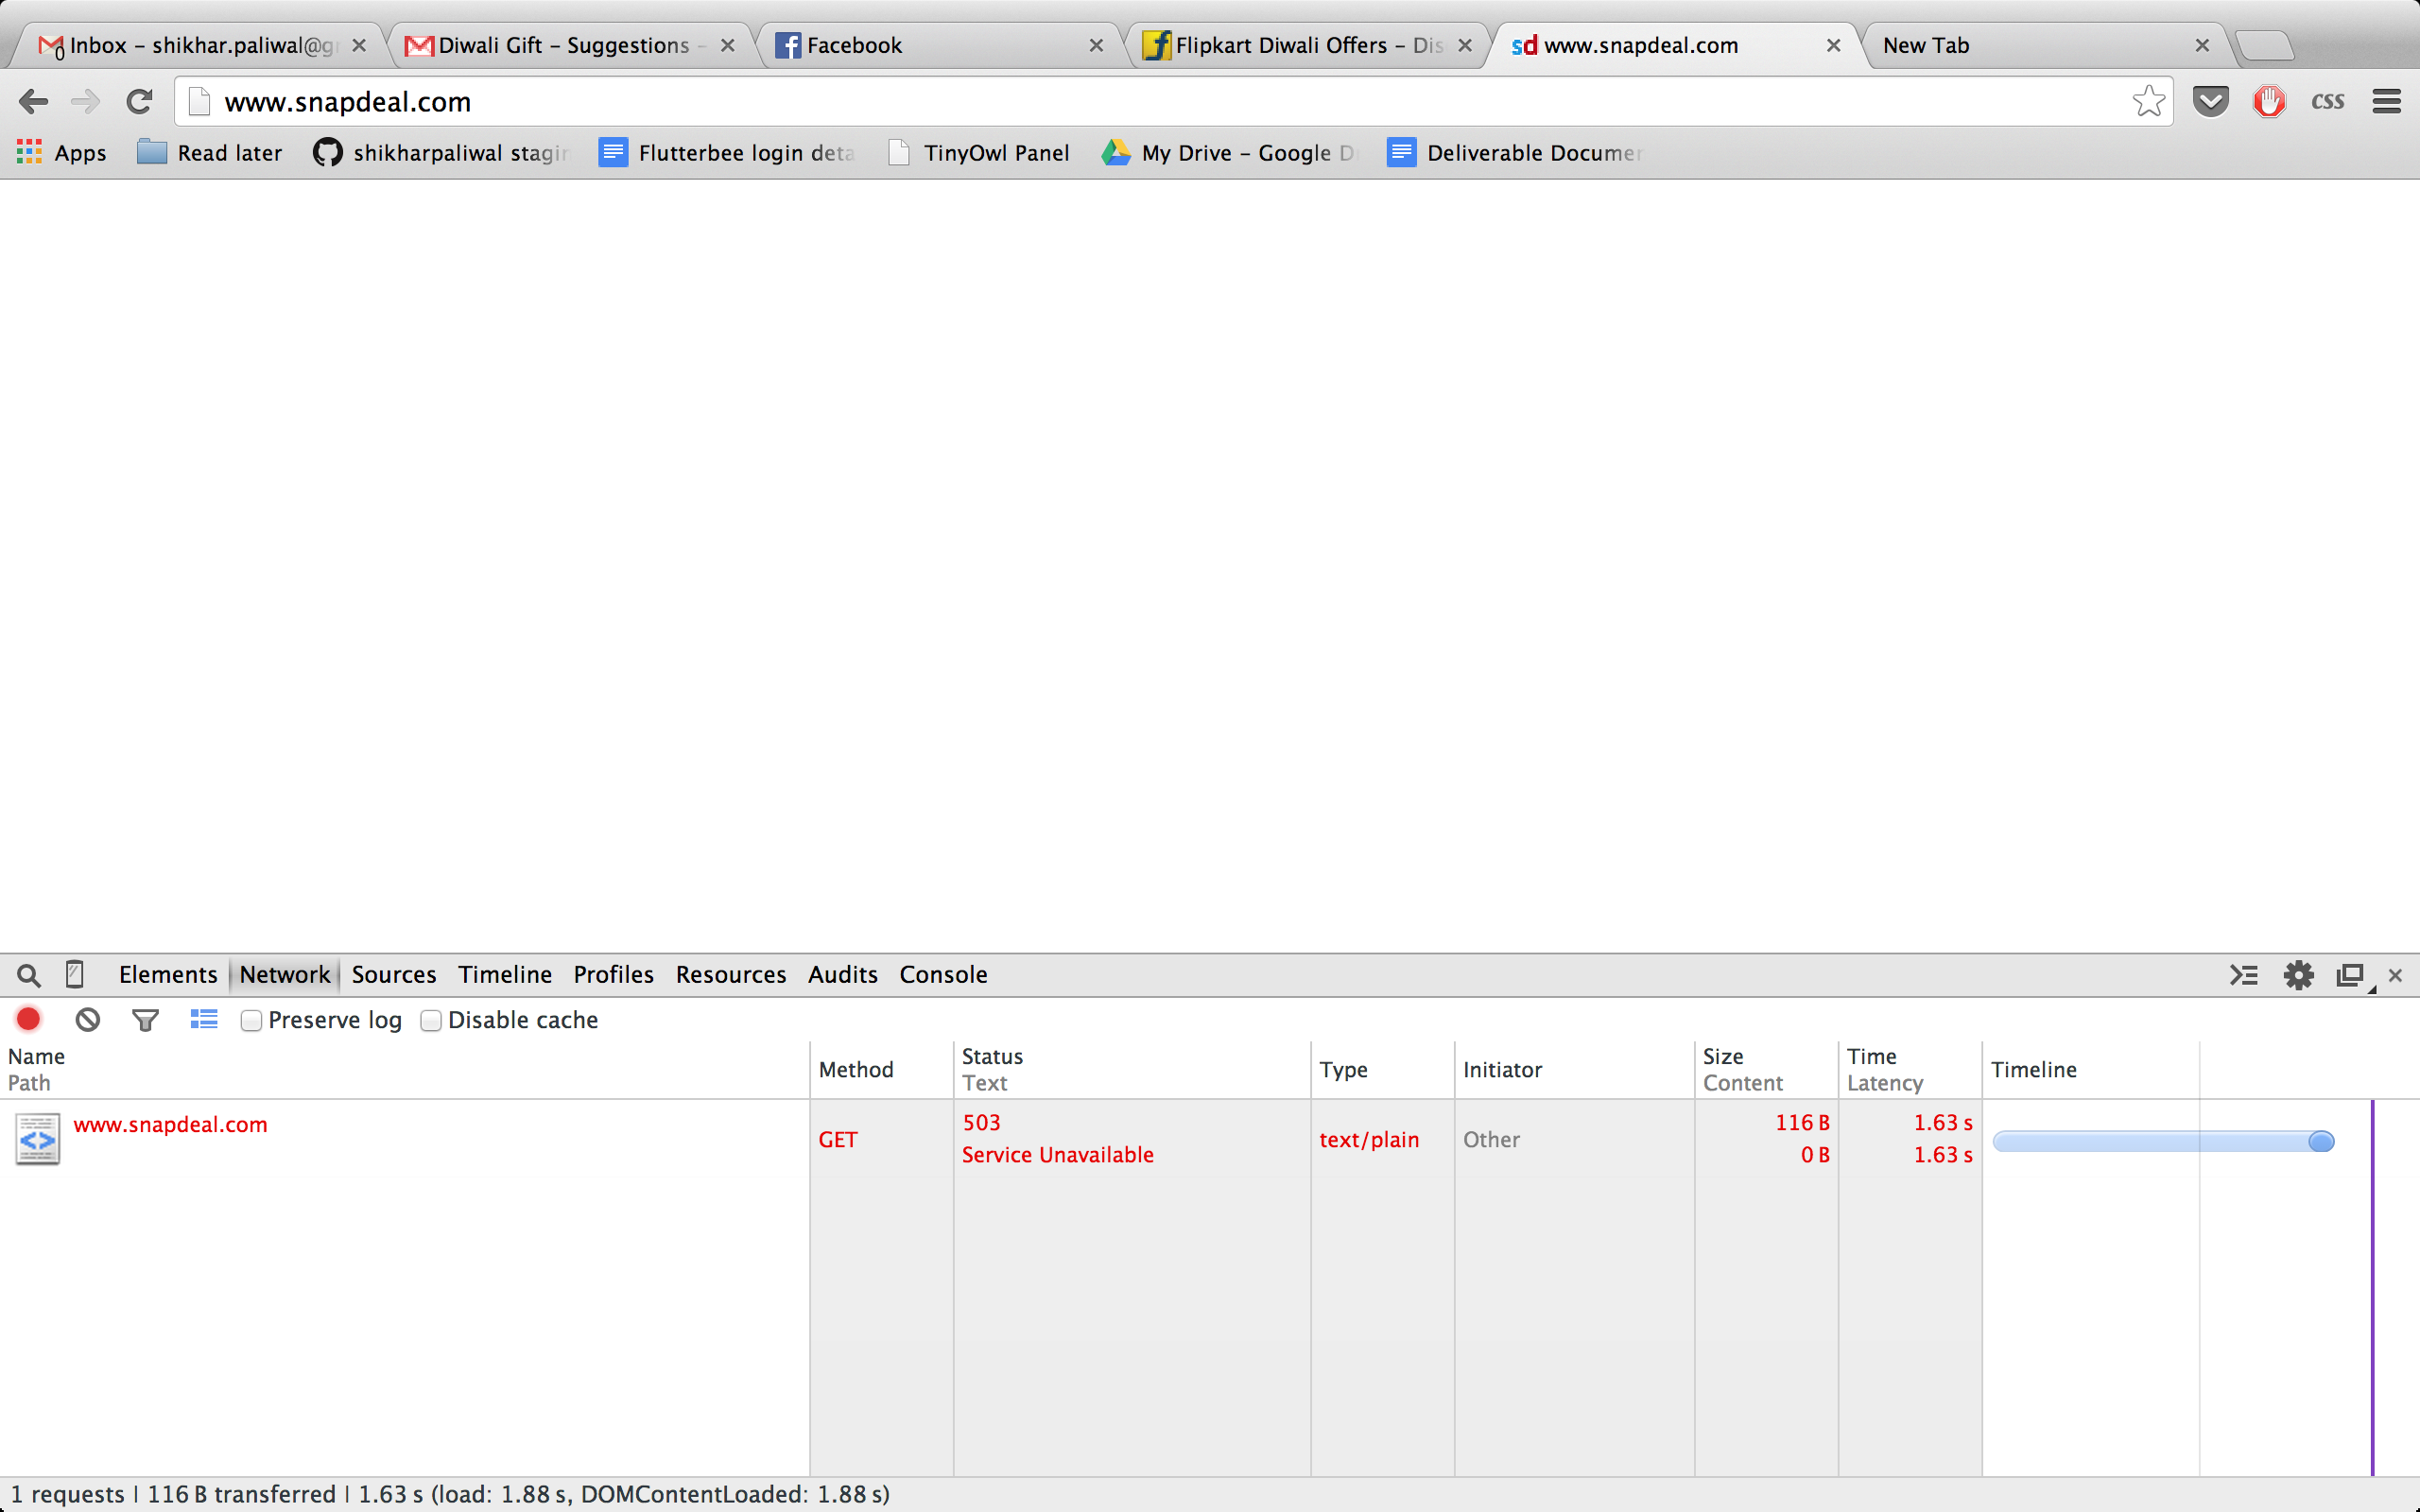 Inbox – shikhar.paliwal@gr
Diwali Gift – Suggestions –
Facebook
Flipkart Diwali Offers – Dis
sd www.snapdeal.com
New Tab
www.snapdeal.com
css
Apps
Read later
shikharpaliwal stagin
Flutterbee login deta
TinyOwl Panel
My Drive – Google D
Deliverable Documen
Elements Network Sources Timeline Profiles Resources Audits Console
Preserve log Disable cache
Name
Path
Method
Status
Text
Type
Initiator
Size
Content
Time
Latency
Timeline
www.snapdeal.com
GET
503
Service Unavailable
text/plain
Other
116 B
0 B
1.63 s
1.63 s
1 requests | 116 B transferred | 1.63 s (load: 1.88 s, DOMContentLoaded: 1.88 s)